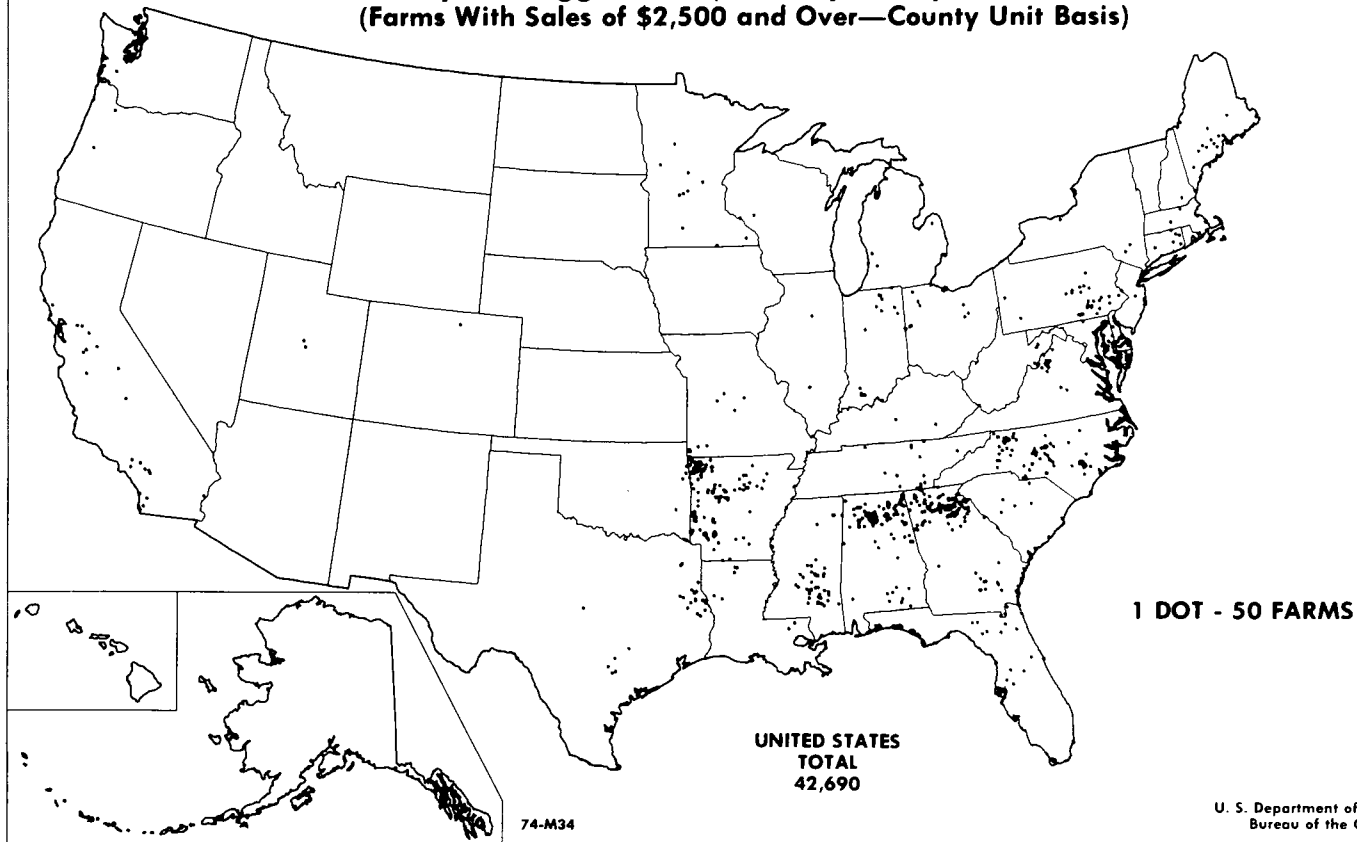 (Farms With Sales of $2,500 and Over—County Unit Basis)
1 DOT - 50 FARMS
UNITED STATES
TOTAL
42,690
74-M34
U. S. Department of
Bureau of the